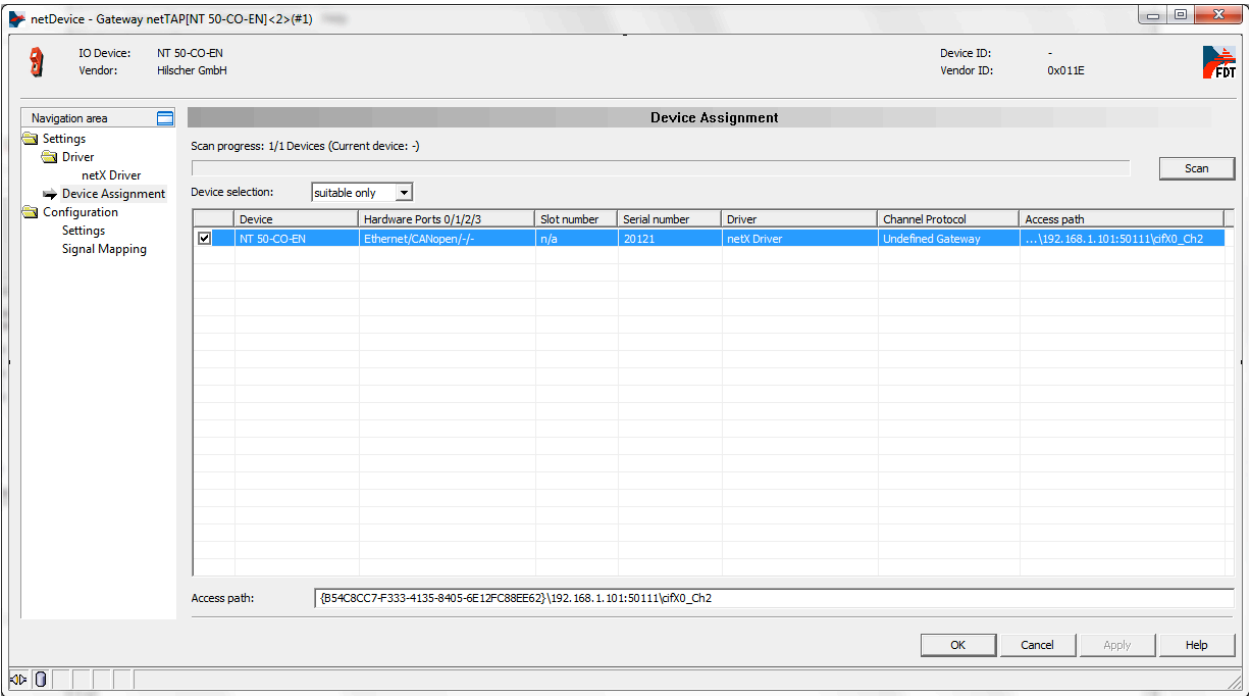 netDevice - Gateway netTAP[NT 50-CO-EN]<2>(#1)
IO Device: NT 50-CO-EN Device ID: -
Vendor: Hilscher GmbH Vendor ID: 0x011E
FDT
Navigation area
Settings
Driver
netX Driver
Device Assignment
Configuration
Settings
Signal Mapping
Device Assignment
Scan progress: 1/1 Devices (Current device: -)
Scan
Device selection: suitable only
Device Hardware Ports 0/1/2/3 Slot number Serial number Driver Channel Protocol Access path
NT 50-CO-EN Ethernet/CANopen/-/- n/a 20121 netX Driver Undefined Gateway ...\192.168.1.101:50111\cifX0_Ch2
Access path: {B54C8CC7-F333-4135-8405-6E12FC88EE62}\192.168.1.101:50111\cifX0_Ch2
OK Cancel Apply Help